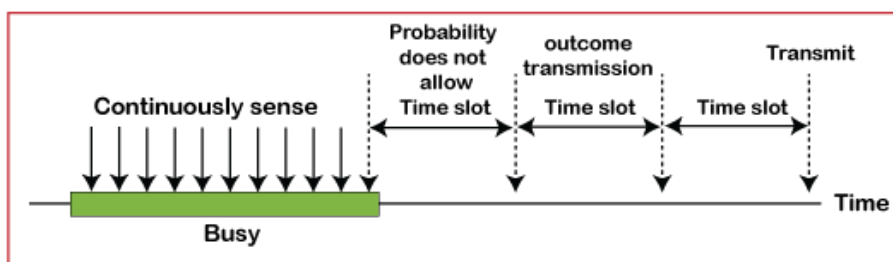 Probability
does not
allow
outcome
transmission
Transmit
Continuously sense
Time slot
Time slot
Time slot
Time
Busy